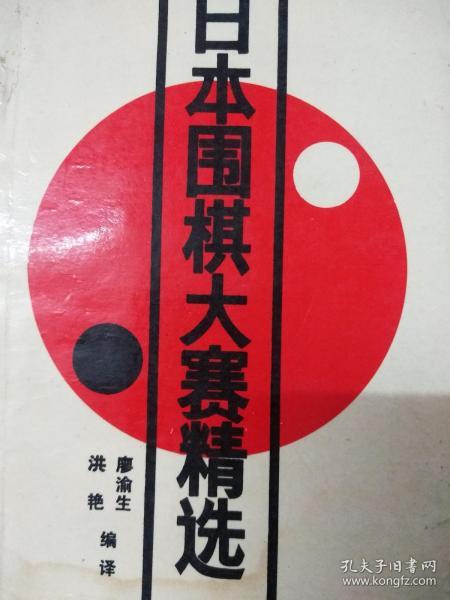 日本围棋大赛精选
廖渝生
洪艳 编译
孔夫子旧书网
www.kongfz.com